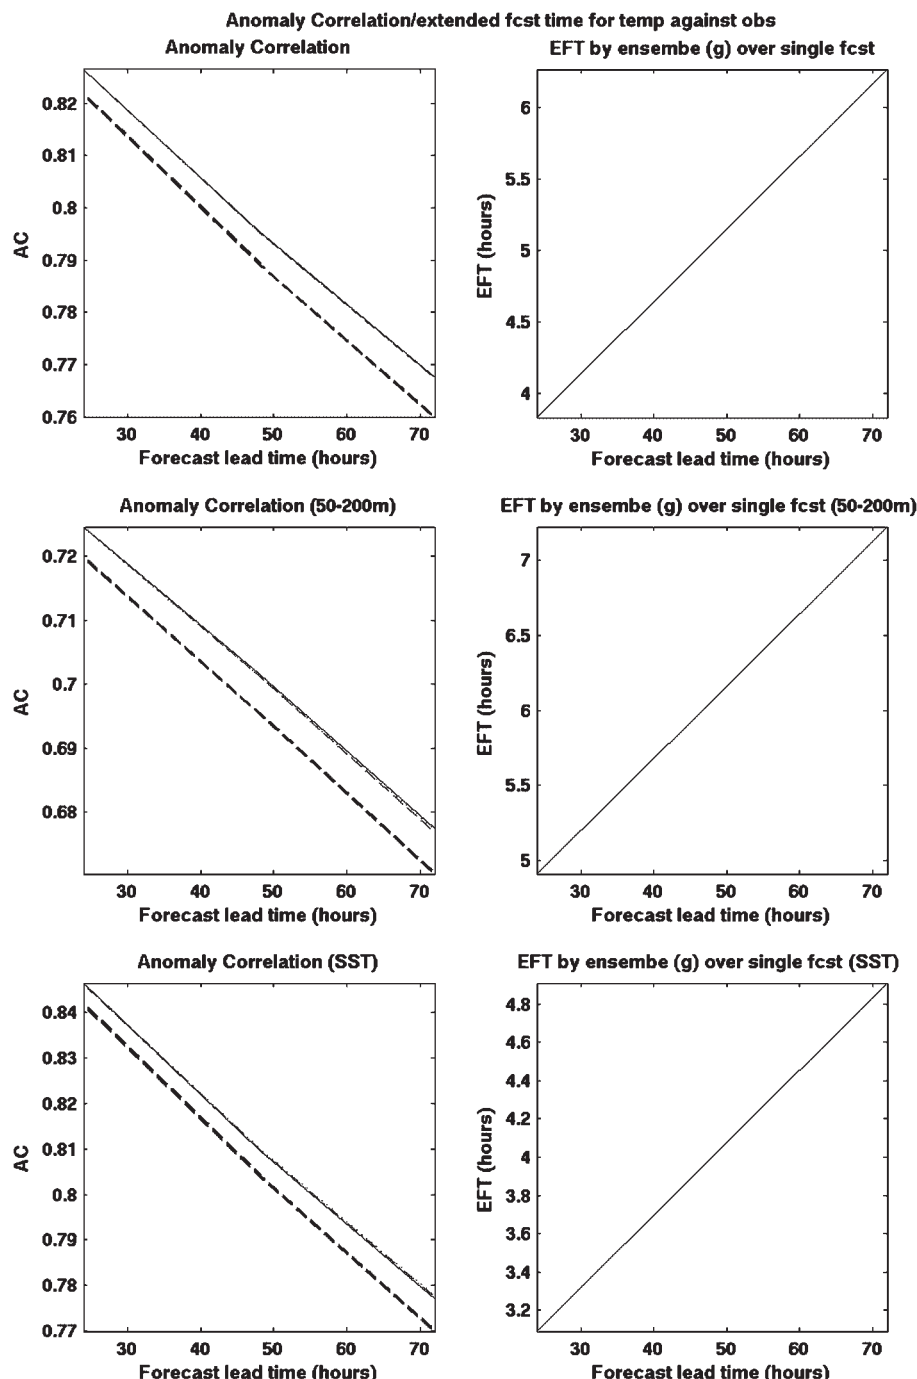 Anomaly Correlation/extended fcst time for temp against obs
Anomaly Correlation
0.82
0.81
0.8
0.79
0.78
0.77
0.76
AC
30 40 50 60 70
Forecast lead time (hours)
EFT by ensembe (g) over single fcst
6
5.5
5
4.5
4
EFT (hours)
30 40 50 60 70
Forecast lead time (hours)
Anomaly Correlation (50-200m)
0.72
0.71
0.7
0.69
0.68
AC
30 40 50 60 70
Forecast lead time (hours)
EFT by ensembe (g) over single fcst (50-200m)
7
6.5
6
5.5
5
EFT (hours)
30 40 50 60 70
Forecast lead time (hours)
Anomaly Correlation (SST)
0.84
0.83
0.82
0.81
0.8
0.79
0.78
0.77
AC
30 40 50 60 70
Forecast lead time (hours)
EFT by ensembe (g) over single fcst (SST)
4.8
4.6
4.4
4.2
4
3.8
3.6
3.4
3.2
EFT (hours)
30 40 50 60 70
Forecast lead time (hours)